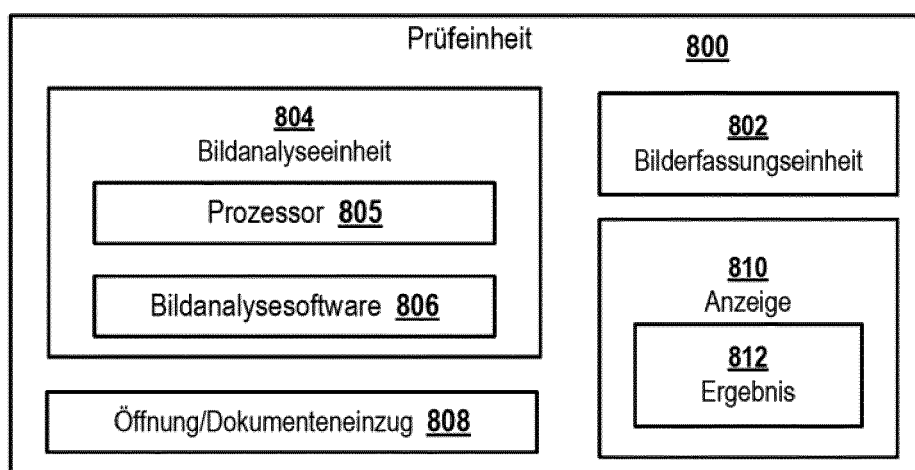 Prüfeinheit 800
804
Bildanalyseeinheit
Prozessor 805
Bildanalysesoftware 806
Öffnung/Dokumenteneinzug 808
802
Bilderfassungseinheit
810
Anzeige
812
Ergebnis